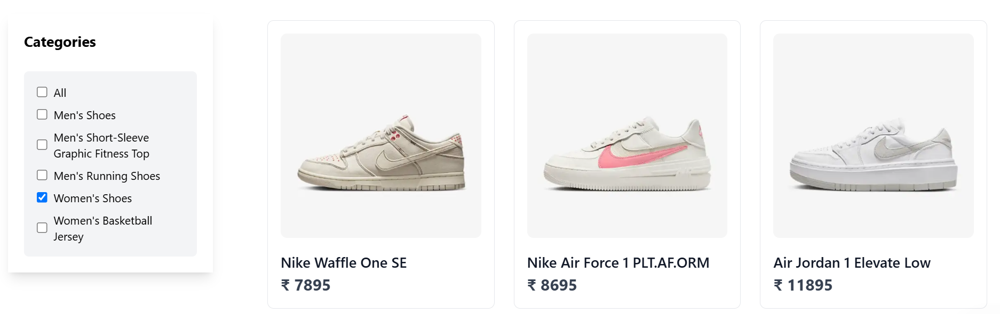 Categories
All
Men's Shoes
Men's Short-Sleeve
Graphic Fitness Top
Men's Running Shoes
Women's Shoes
Women's Basketball
Jersey
Nike Waffle One SE
₹ 7895
Nike Air Force 1 PLT.AF.ORM
₹ 8695
Air Jordan 1 Elevate Low
₹ 11895